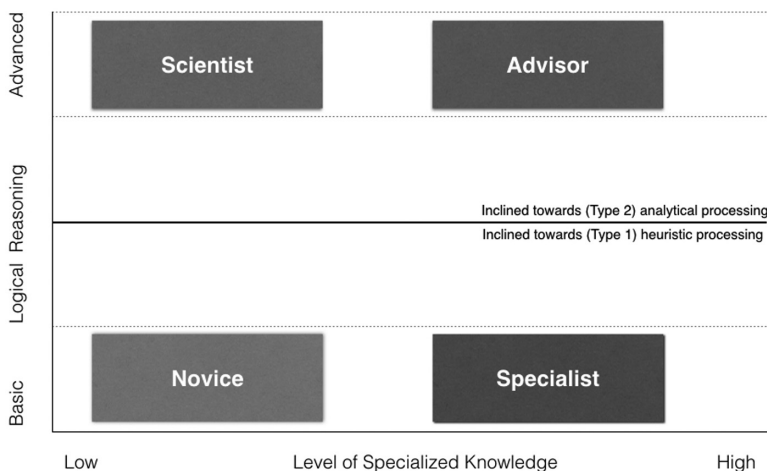 Advanced
Scientist
Advisor
Logical Reasoning
Inclined towards (Type 2) analytical processing
Inclined towards (Type 1) heuristic processing
Basic
Novice
Specialist
Low
Level of Specialized Knowledge
High